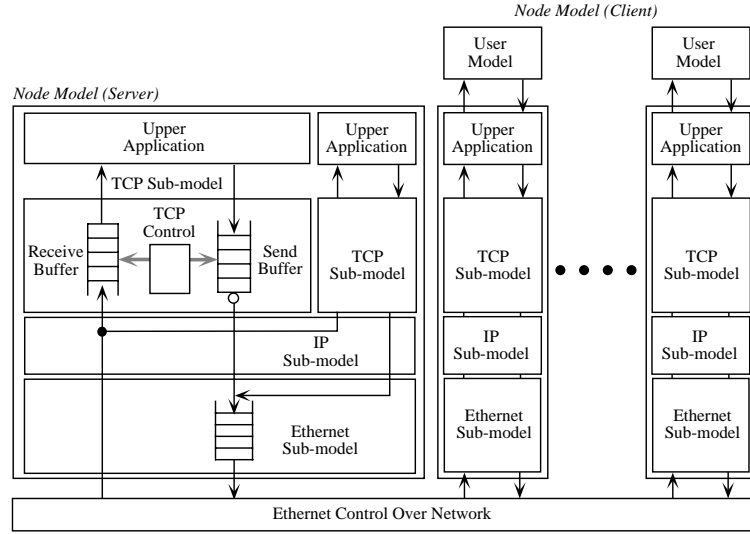 Node Model (Client)
User
Model
User
Model
Node Model (Server)
Upper
Application
Upper
Application
Upper
Application
Upper
Application
TCP Sub-model
TCP
Control
Receive
Buffer
Send
Buffer
TCP
Sub-model
TCP
Sub-model
TCP
Sub-model
IP
Sub-model
IP
Sub-model
IP
Sub-model
Ethernet
Sub-model
Ethernet
Sub-model
Ethernet
Sub-model
Ethernet Control Over Network